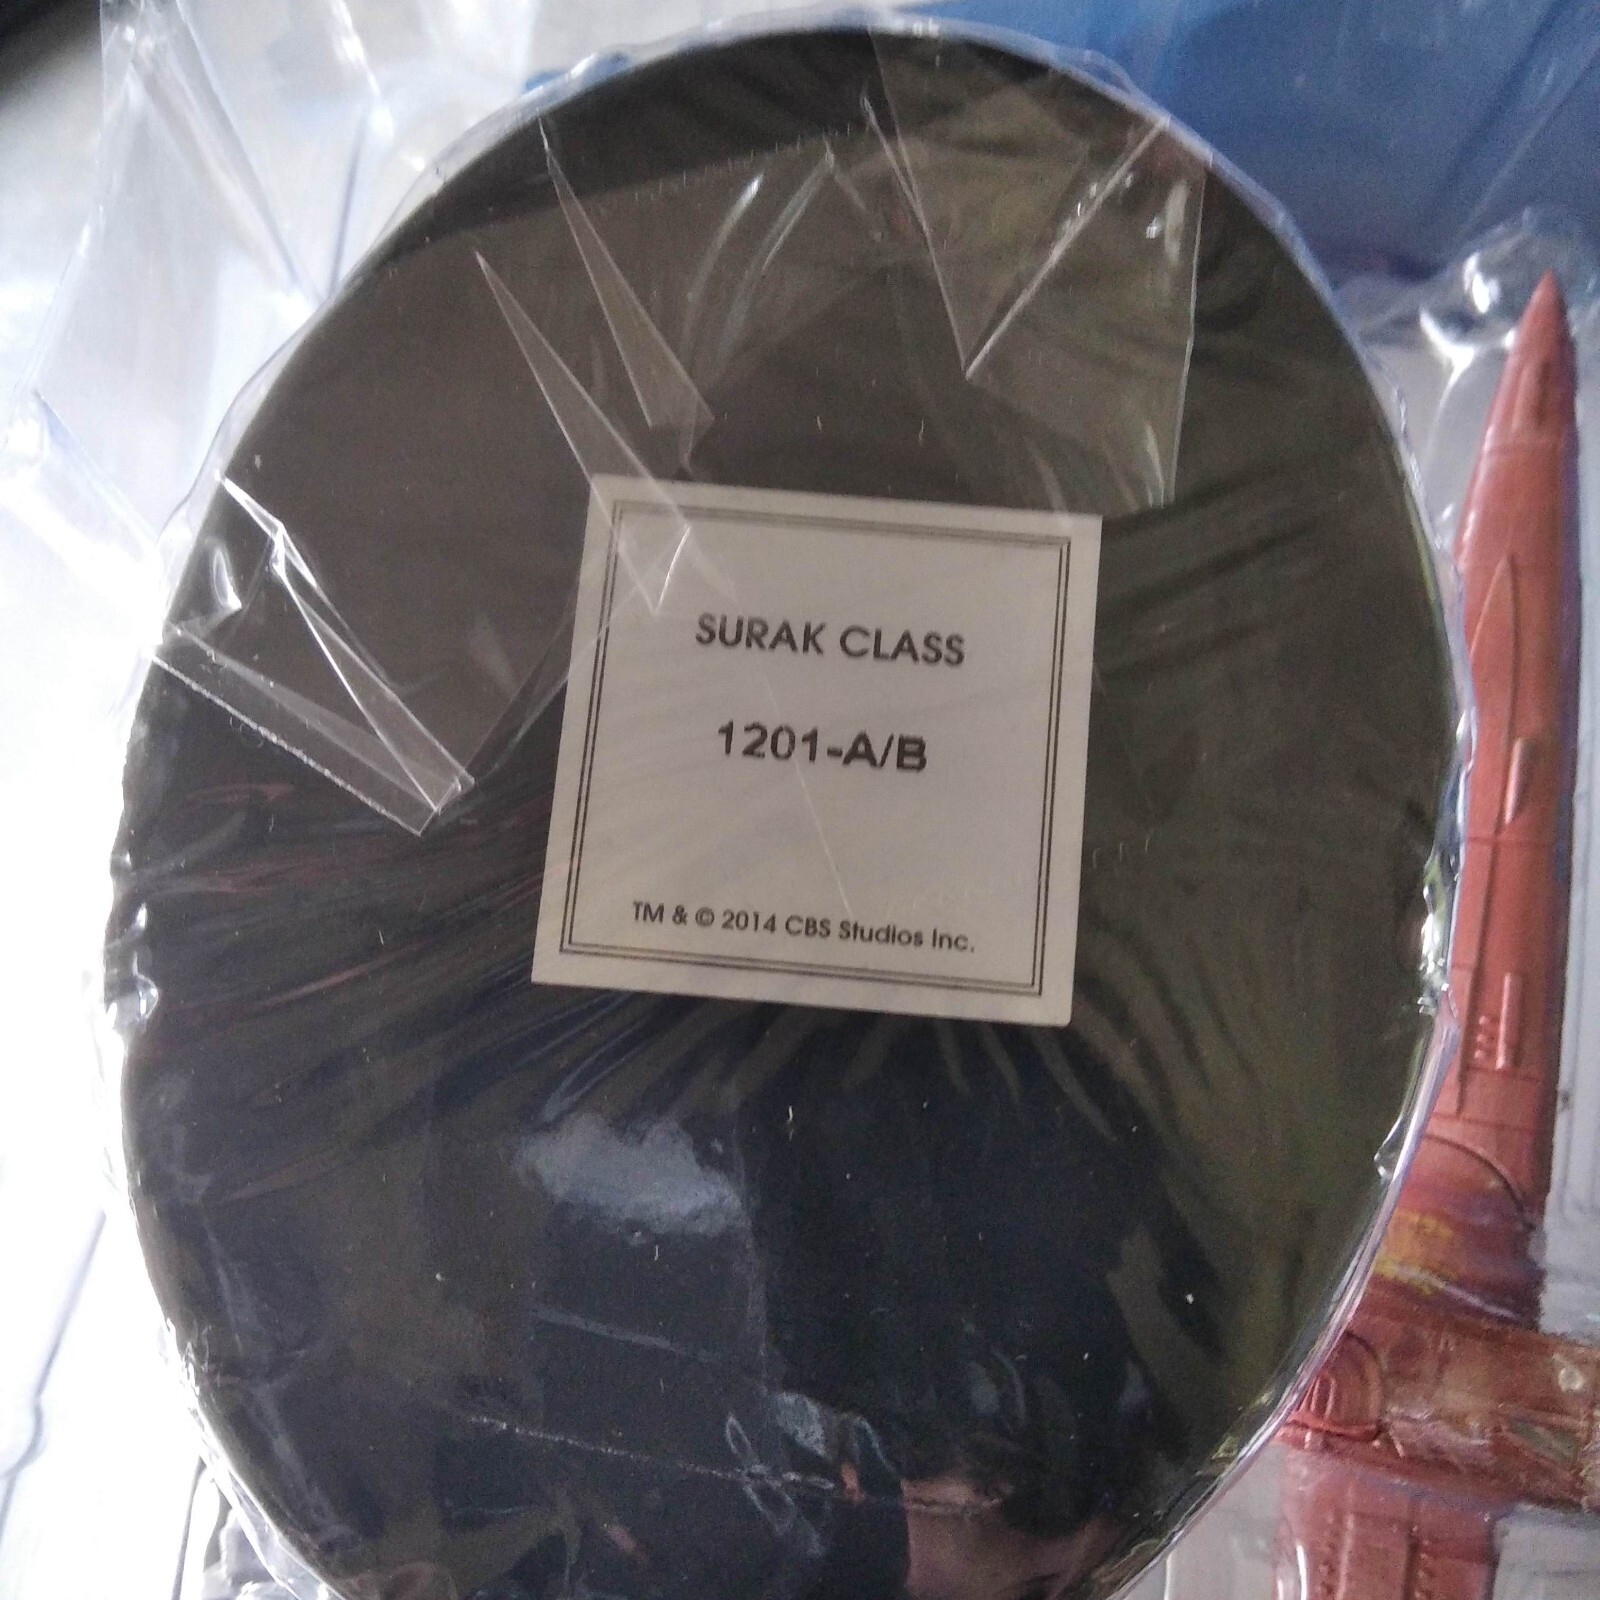 SURAK CLASS
1201-A/B
TM & © 2014 CBS Studios Inc.